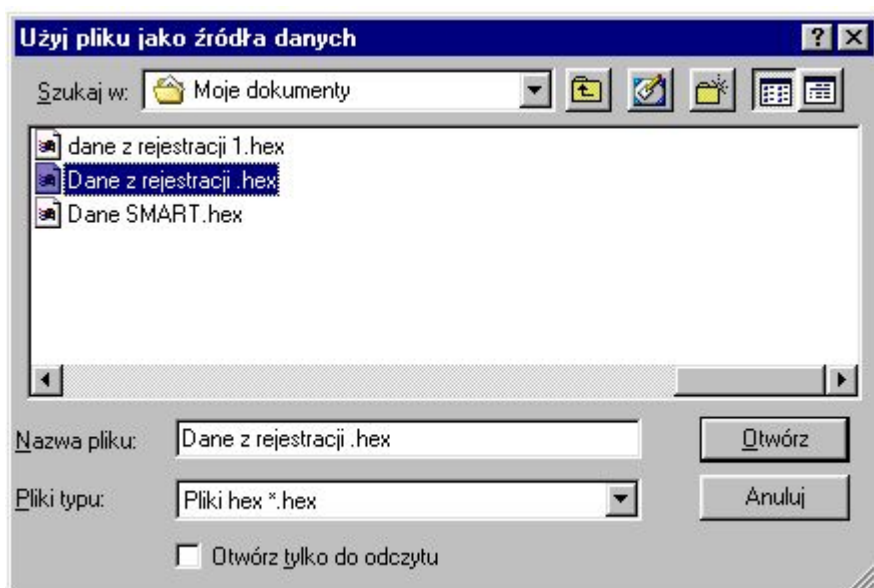 Użyj pliku jako źródła danych
Szukaj w: Moje dokumenty
dane z rejestracji 1.hex
Dane z rejestracji .hex
Dane SMART.hex
Nazwa pliku: Dane z rejestracji .hex Otwórz
Pliki typu: Pliki hex *.hex Anuluj
Otwórz tylko do odczytu